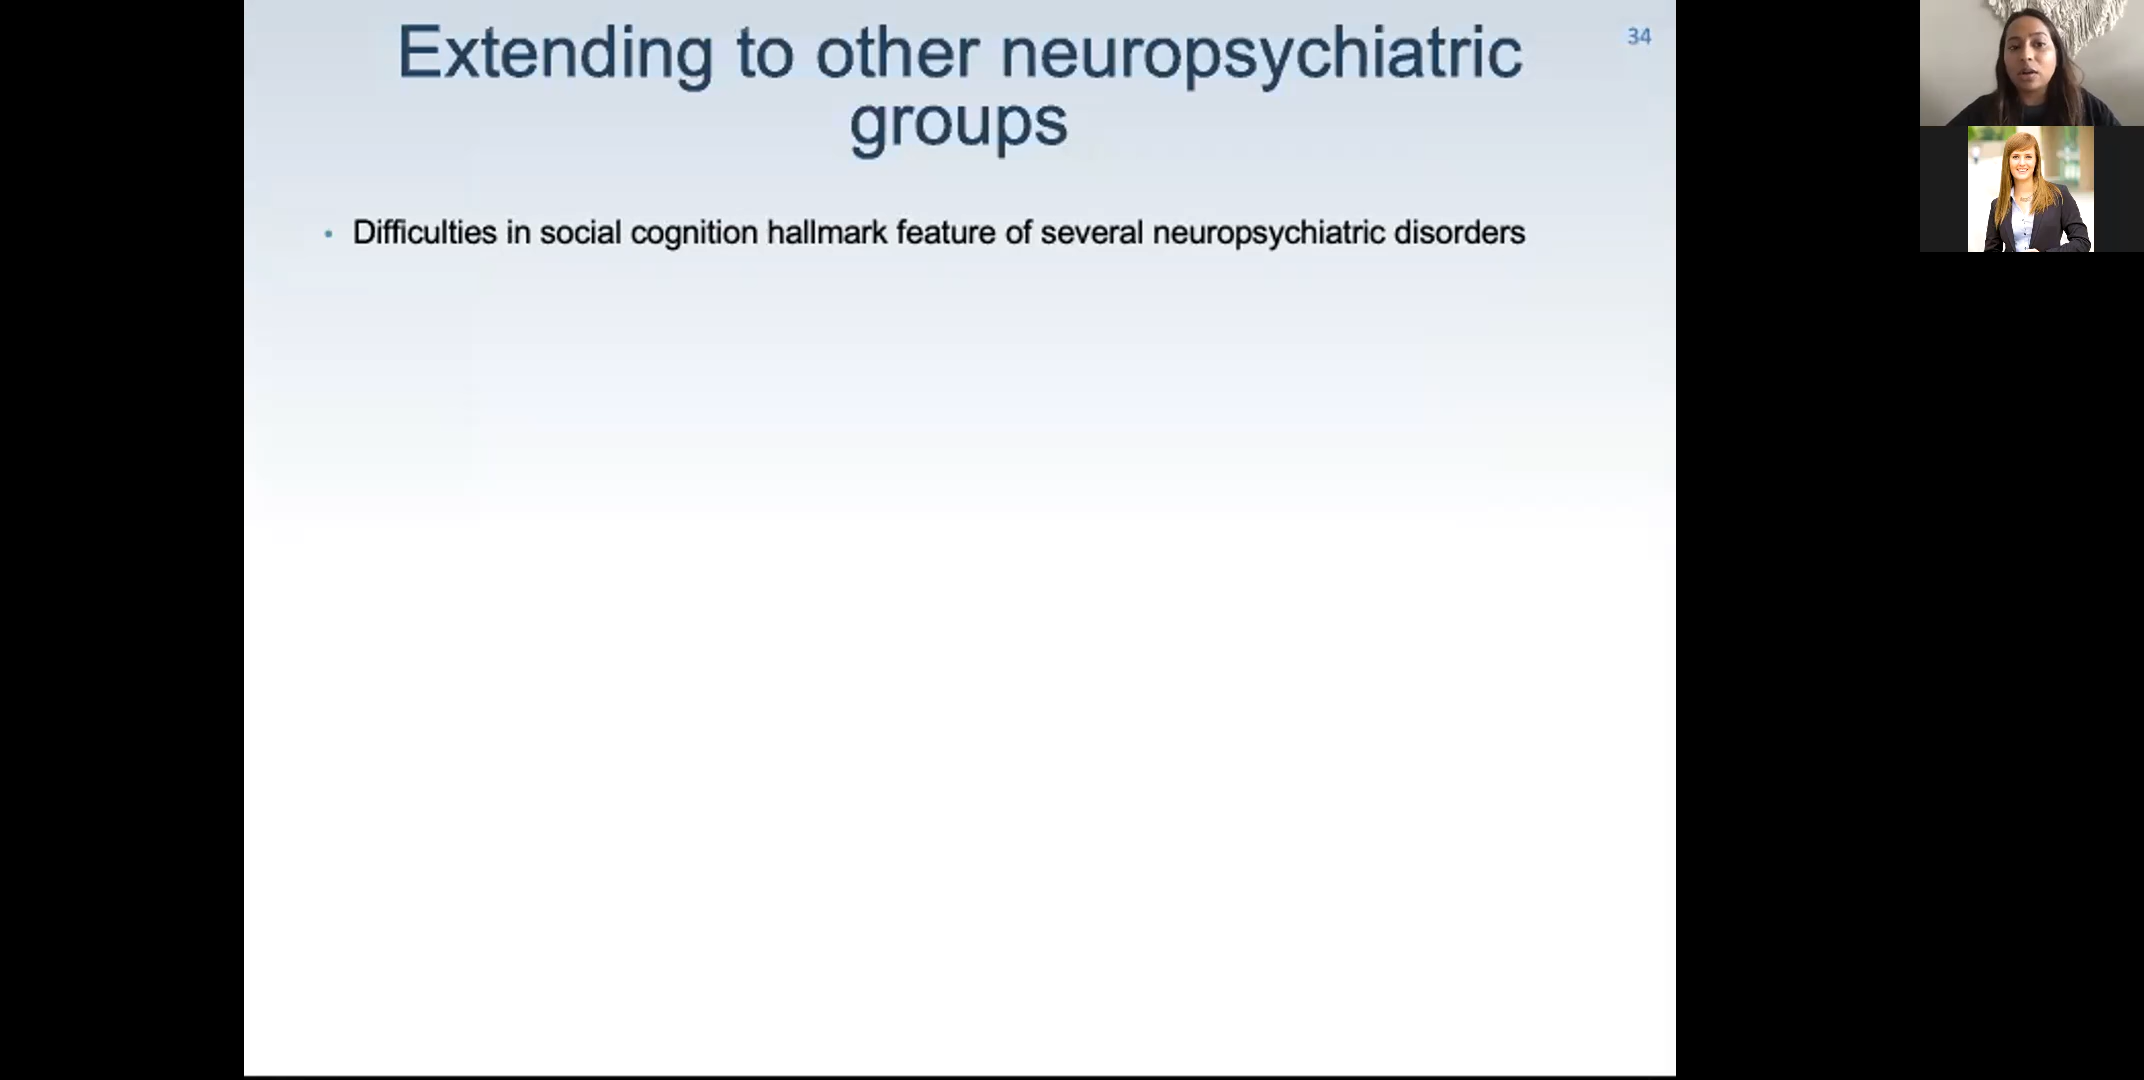 Extending to other neuropsychiatric
groups
34
• Difficulties in social cognition hallmark feature of several neuropsychiatric disorders